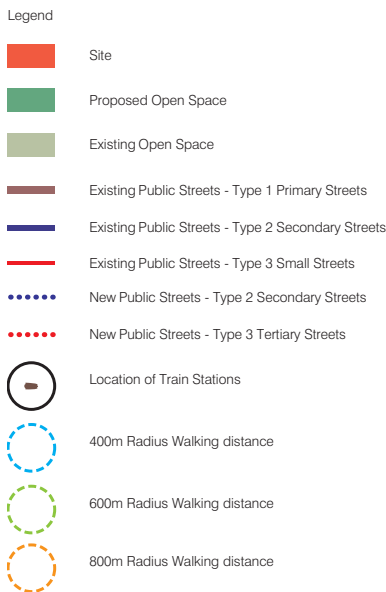 Legend
Site
Proposed Open Space
Existing Open Space
Existing Public Streets - Type 1 Primary Streets
Existing Public Streets - Type 2 Secondary Streets
Existing Public Streets - Type 3 Small Streets
New Public Streets - Type 2 Secondary Streets
New Public Streets - Type 3 Tertiary Streets
Location of Train Stations
400m Radius Walking distance
600m Radius Walking distance
800m Radius Walking distance